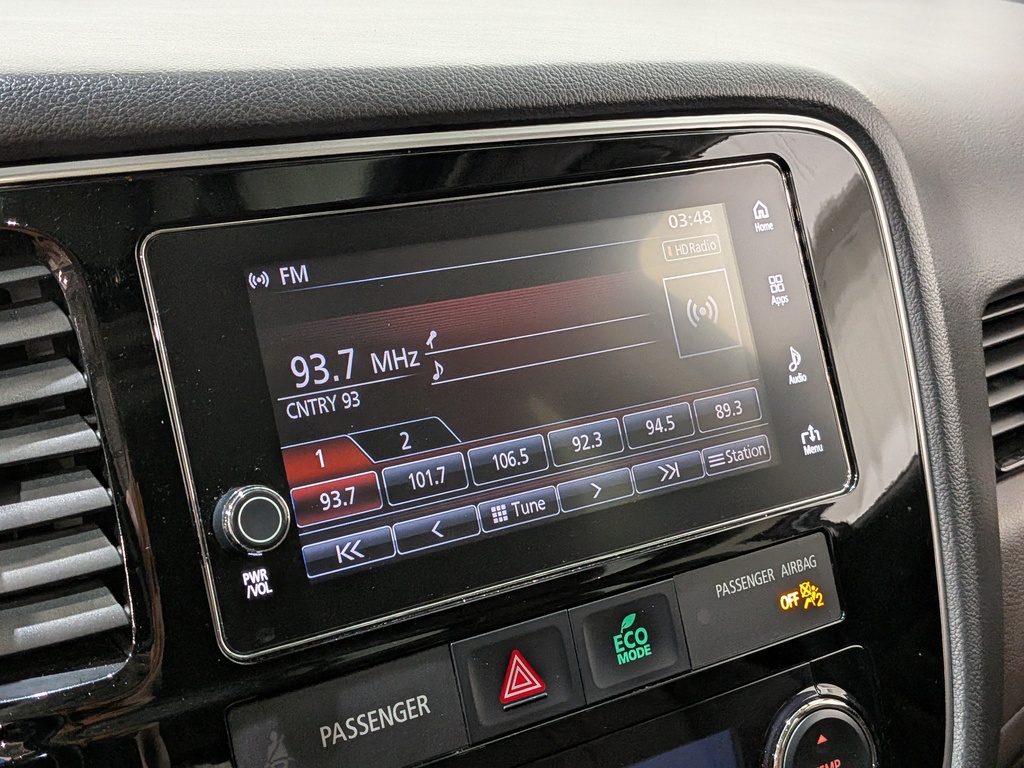 03:48
FM
HD Radio
Home
Apps
93.7 MHz
CNTRY 93
Audio
1
2
93.7
101.7
106.5
92.3
94.5
89.3
Menu
Tune
Station
PWR
/VOL
PASSENGER AIRBAG
OFF
2
ECO
MODE
PASSENGER
TEMP